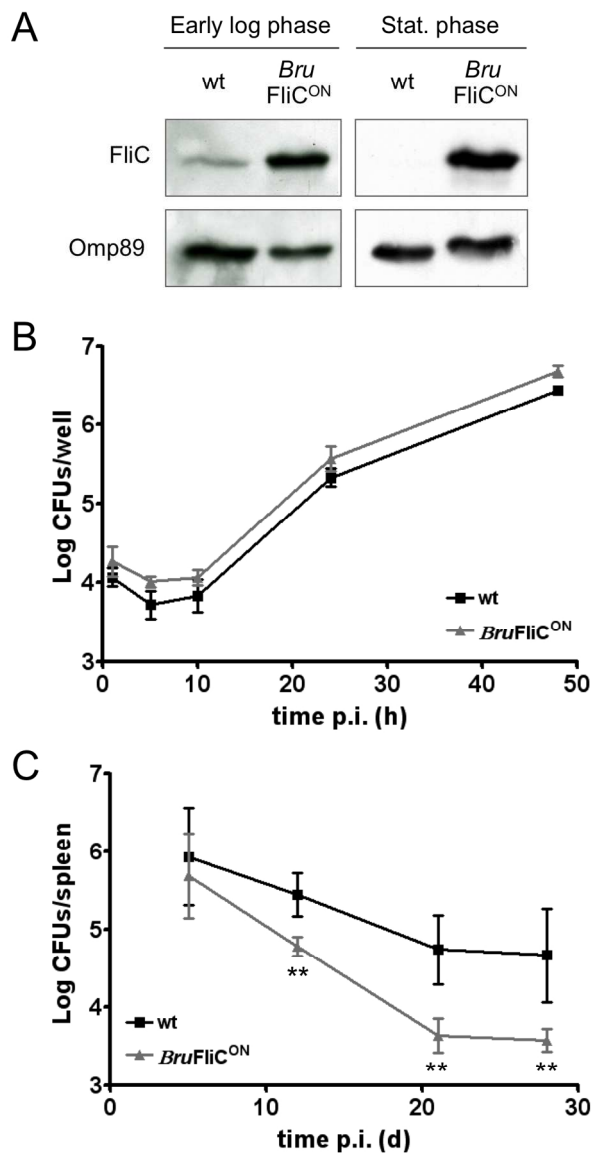 A
Early log phase
Stat. phase
wt
Bru
FliC^ON
wt
Bru
FliC^ON
FliC
Omp89
B
7
6
5
4
3
Log CFUs/well
wt
BruFliC^ON
0
10
20
30
40
50
time p.i. (h)
C
7
6
5
4
3
Log CFUs/spleen
**
**
**
wt
BruFliC^ON
0
10
20
30
time p.i. (d)